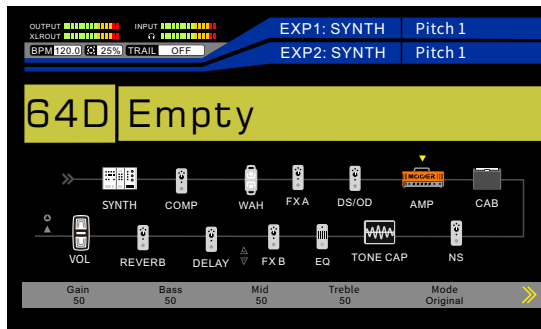 OUTPUT INPUT EXP1: SYNTH Pitch 1
XLROUT
BPM 120.0 25% TRAIL OFF EXP2: SYNTH Pitch 1
64D Empty
MOOER
SYNTH COMP WAH FX A DS/OD AMP CAB
VOL REVERB DELAY FX B EQ TONE CAP NS
Gain Bass Mid Treble Mode
50 50 50 50 Original